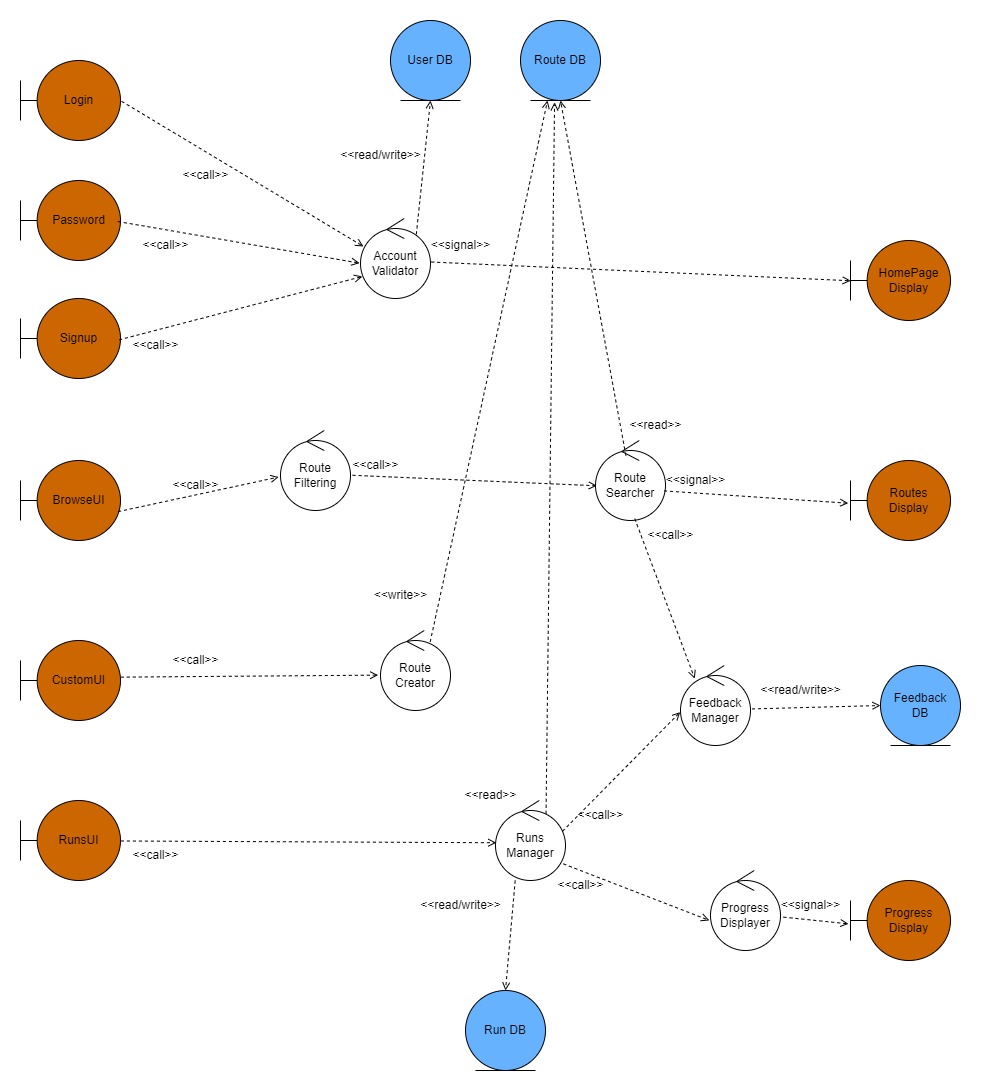 User DB
Route DB
Login
<<read/write>>
<<call>>
Password
<<call>>
<<signal>>
Account
Validator
HomePage
Display
Signup
<<call>>
<<read>>
Route
Filtering
<<call>>
<<call>>
BrowseUI
Route
Searcher
<<signal>>
Routes
Display
<<call>>
<<write>>
<<call>>
CustomUI
Route
Creator
Feedback
Manager
<<read/write>>
Feedback
DB
<<read>>
<<call>>
RunsUI
<<call>>
Runs
Manager
<<call>>
<<read/write>>
Progress
Displayer
<<signal>>
Progress
Display
Run DB